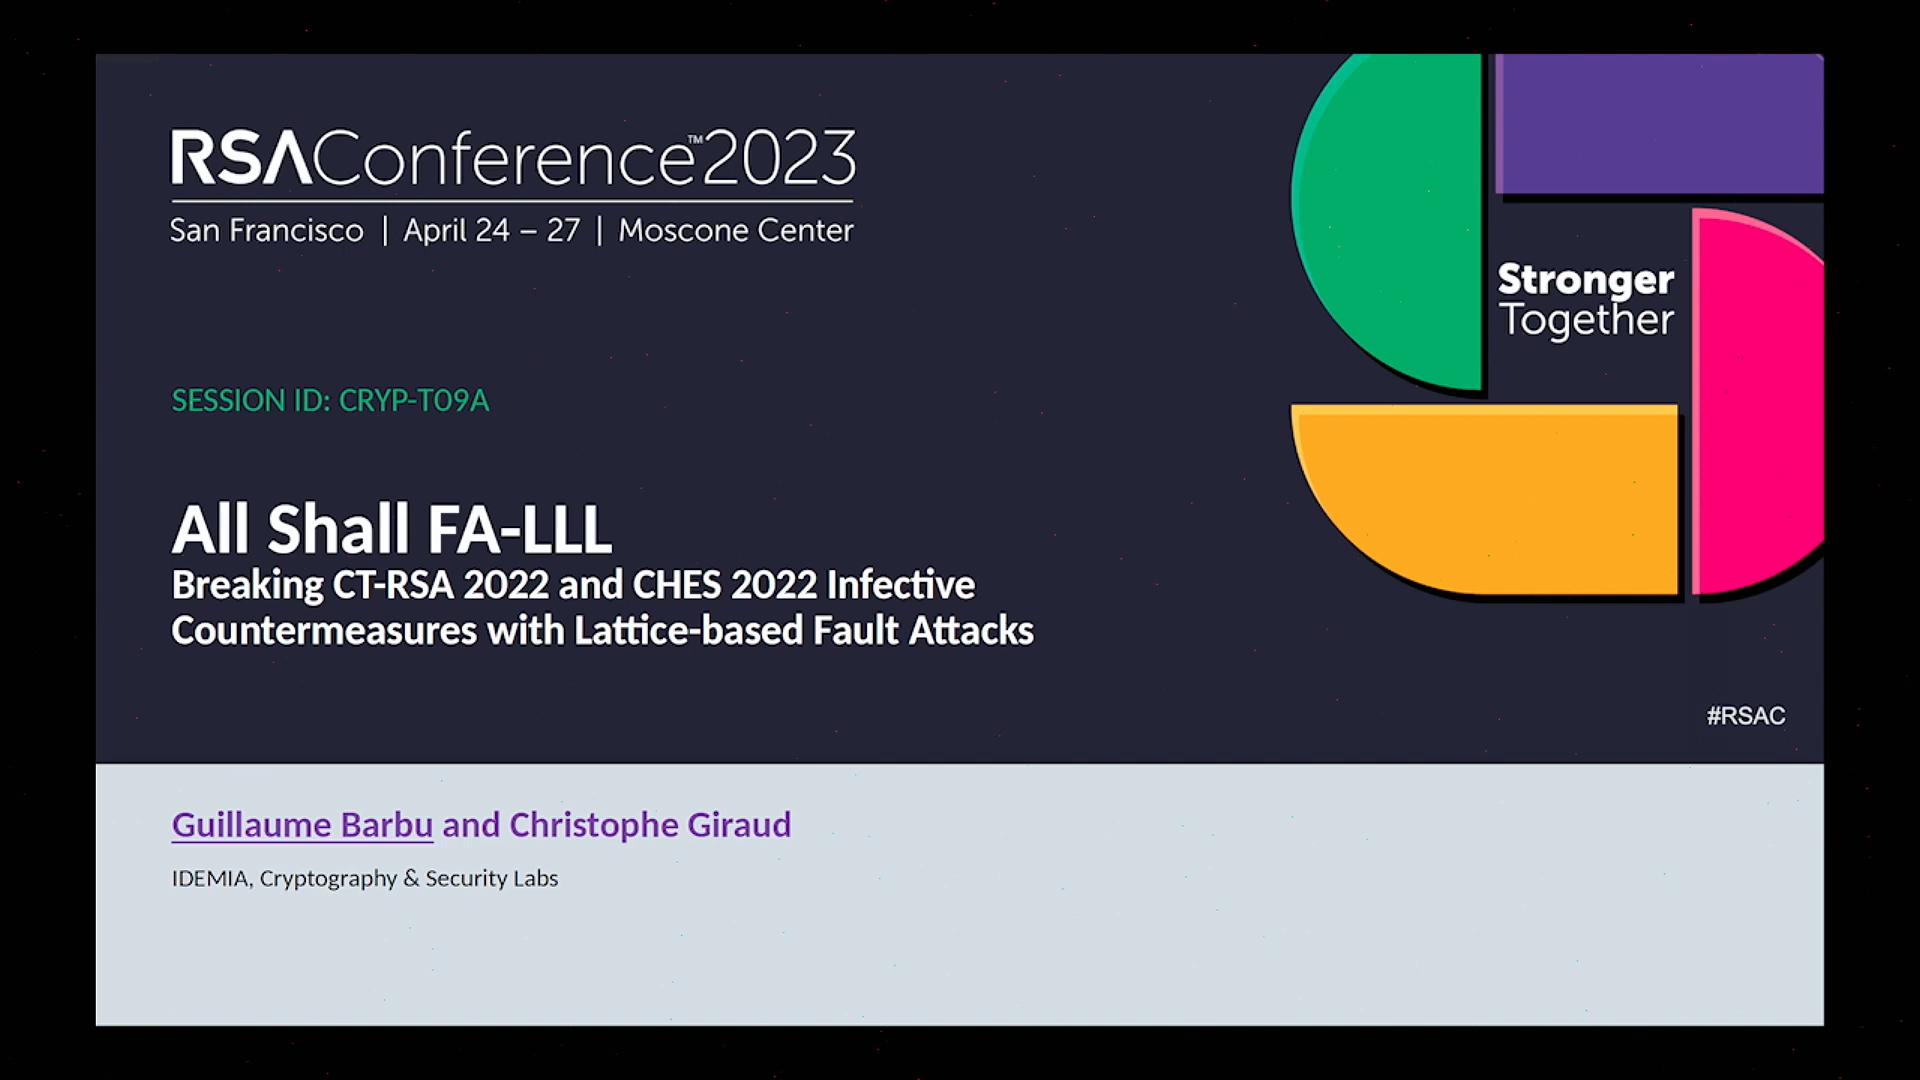 RSAConference™2023
San Francisco | April 24 – 27 | Moscone Center
Stronger
Together
SESSION ID: CRYP-T09A
All Shall FA-LLL
Breaking CT-RSA 2022 and CHES 2022 Infective
Countermeasures with Lattice-based Fault Attacks
#RSAC
Guillaume Barbu and Christophe Giraud
IDEMIA, Cryptography & Security Labs